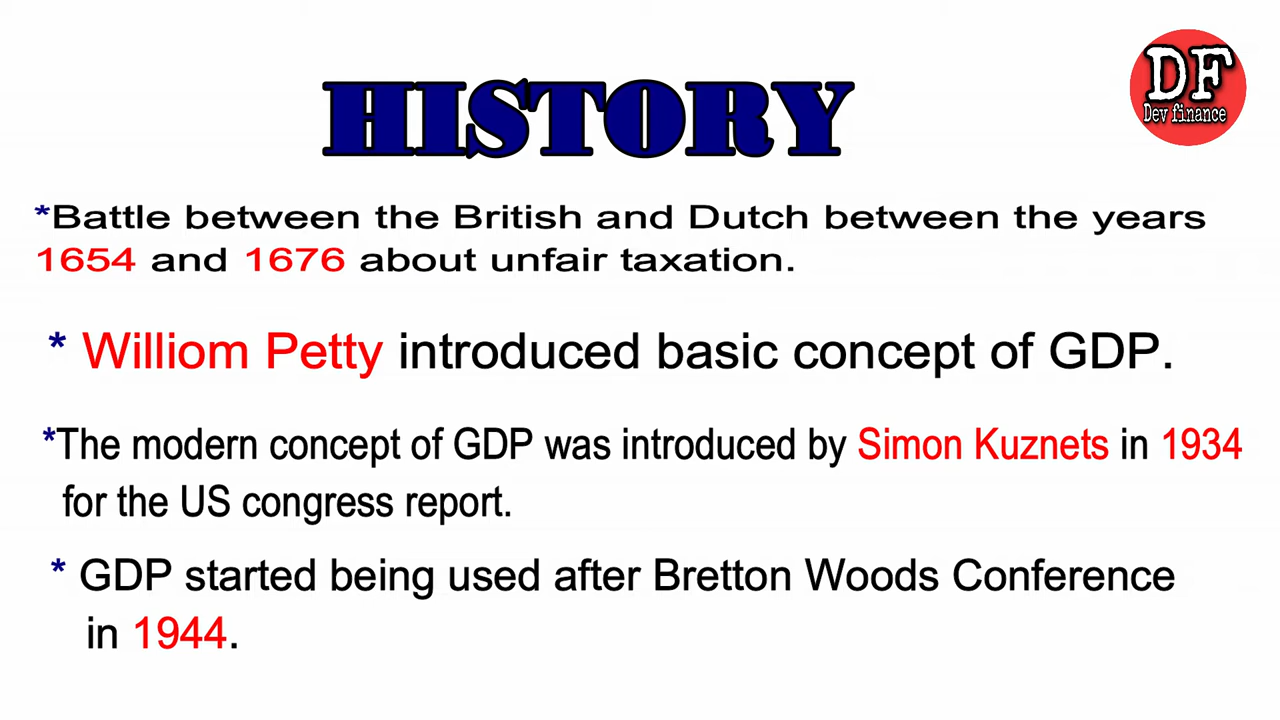 DF
Dev finance
HISTORY
*Battle between the British and Dutch between the years
1654 and 1676 about unfair taxation.
* Williom Petty introduced basic concept of GDP.
*The modern concept of GDP was introduced by Simon Kuznets in 1934
for the US congress report.
* GDP started being used after Bretton Woods Conference
in 1944.